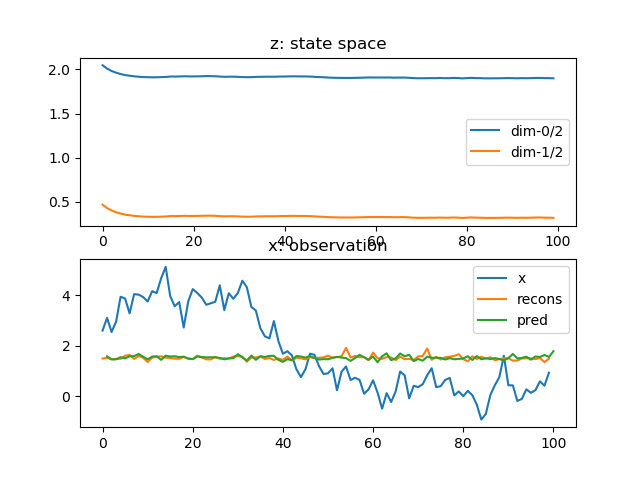 z: state space
2.0
1.5
1.0
0.5
dim-0/2
dim-1/2
0 20 40 60 80 100
x: observation
4
2
0
x
recons
pred
0 20 40 60 80 100